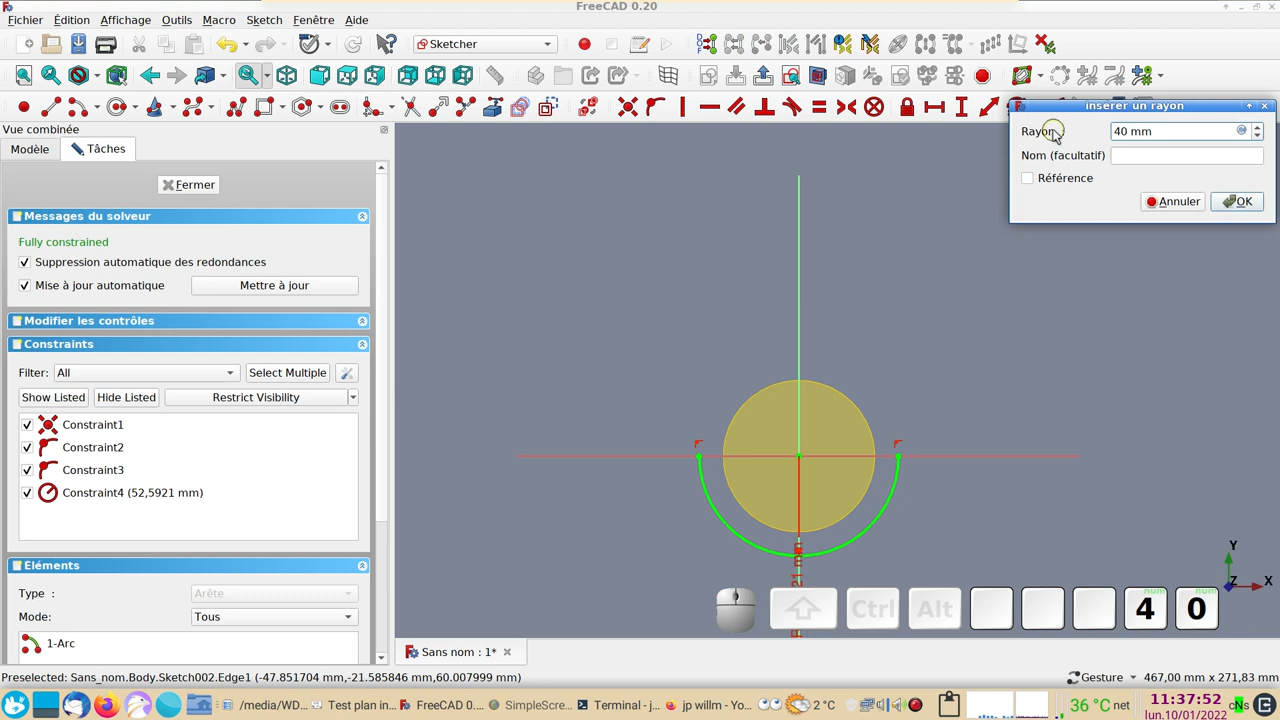 FreeCAD 0.20
Fichier Édition Affichage Outils Macro Sketch Fenêtre Aide
Sketcher
Vue combinée
Modèle Tâches
Fermer
Messages du solveur
Fully constrained
Suppression automatique des redondances
Mise à jour automatique Mettre à jour
Modifier les contrôles
Constraints
Filter: All Select Multiple
Show Listed Hide Listed Restrict Visibility
Constraint1
Constraint2
Constraint3
Constraint4 (52,5921 mm)
Eléments
Type : Arête
Mode: Tous
1-Arc
insérer un rayon
Rayon 40 mm
Nom (facultatif)
Référence
Annuler OK
Y
Z X
Ctrl Alt num 4 num 0
Sans nom : 1*
Preselected: Sans_nom.Body.Sketch002.Edge1 (-47.851704 mm, -21.285846 mm,60.007999 mm) Gesture 467,00 mm × 271,83 mm
/media/WD... Test plan in... FreeCAD 0.... SimpleScre... Terminal - j... jp willm - Yo... 2 °C 36 °C net 11:37:52
lun.10/01/2022